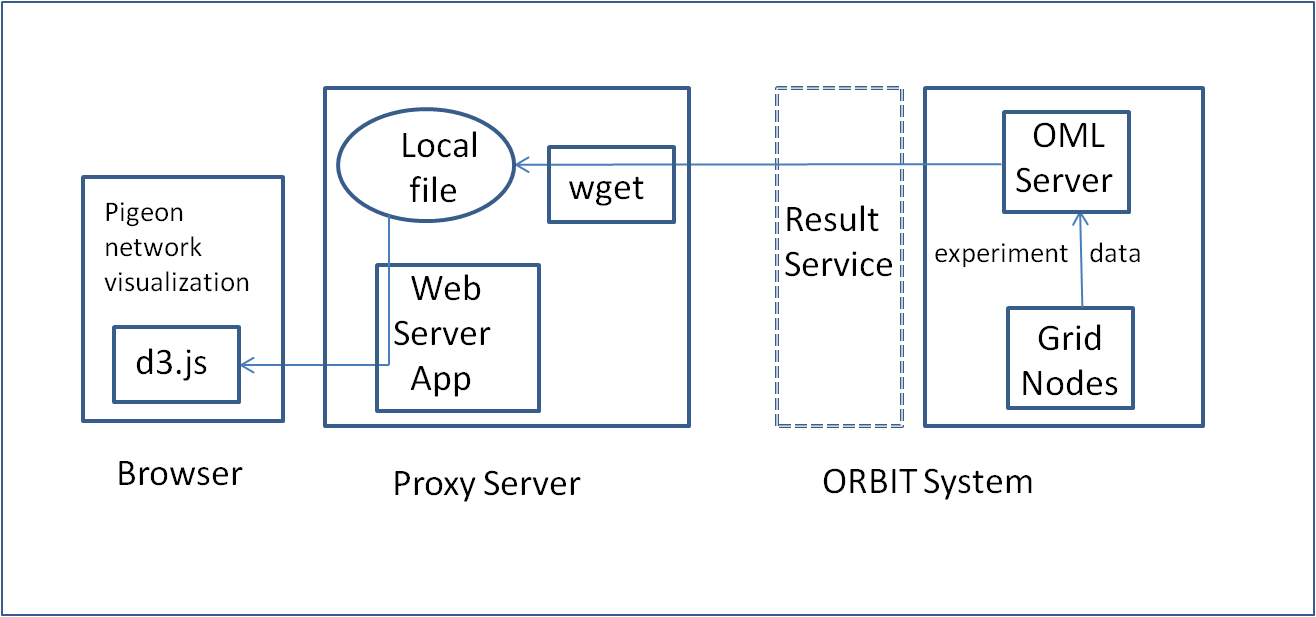 Pigeon
network
visualization
d3.js
Browser
Local
file
wget
Web
Server
App
Proxy Server
Result
Service
OML
Server
experiment data
Grid
Nodes
ORBIT System